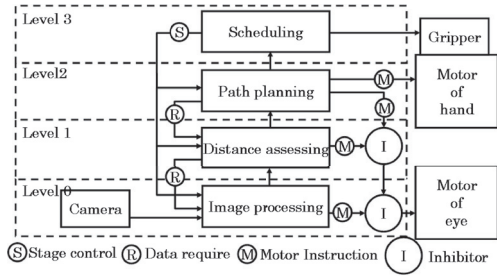 Level 3
S
Scheduling
Gripper
Level2
Path planning
M
M
Motor
of
hand
R
Level 1
Distance assessing
M
I
R
Level 0
Camera
Image processing
M
I
Motor
of
eye
S Stage control R Data require M Motor Instruction I Inhibitor